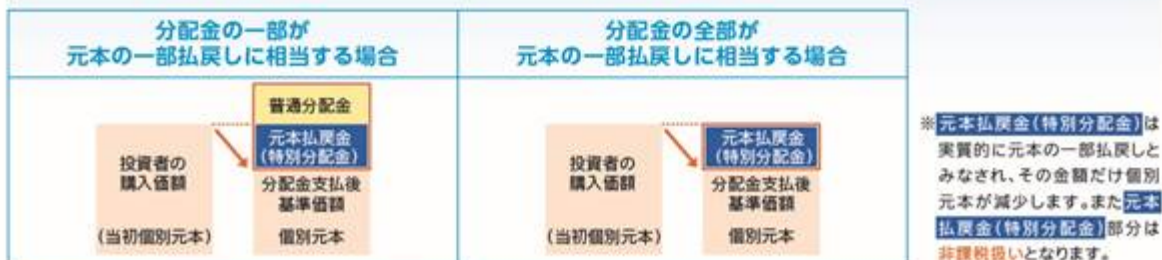 分配金の一部が
元本の一部払戻しに相当する場合
分配金の全部が
元本の一部払戻しに相当する場合
普通分配金
元本払戻金
(特別分配金)
投資者の
購入価額
(当初個別元本)
分配金支払後
基準価額
個別元本
元本払戻金
(特別分配金)
投資者の
購入価額
(当初個別元本)
分配金支払後
基準価額
個別元本
※元本払戻金(特別分配金)は
実質的に元本の一部払戻しと
みなされ、その金額だけ個別
元本が減少します。また元本
払戻金(特別分配金)部分は
非課税扱いとなります。